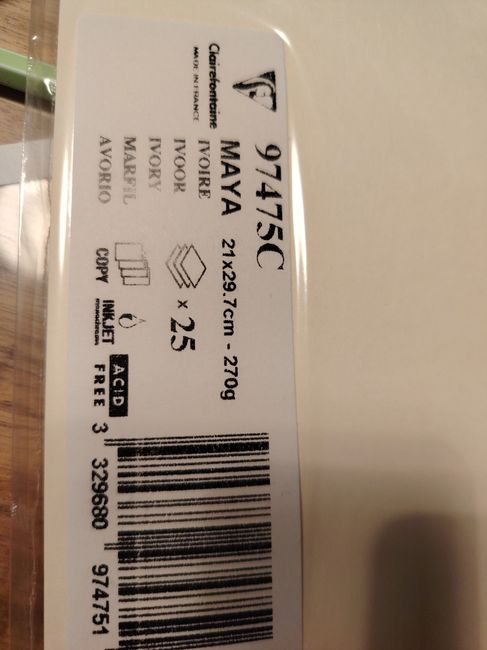 97475C
Clairefontaine
MADE IN FRANCE
MAYA 21x29.7cm - 270g
IVOIRE
IVOOR
IVORY
MARFIL
AVORIO
x 25
COPY
INKJET
monochrome
ACID
FREE
3 329680 974751